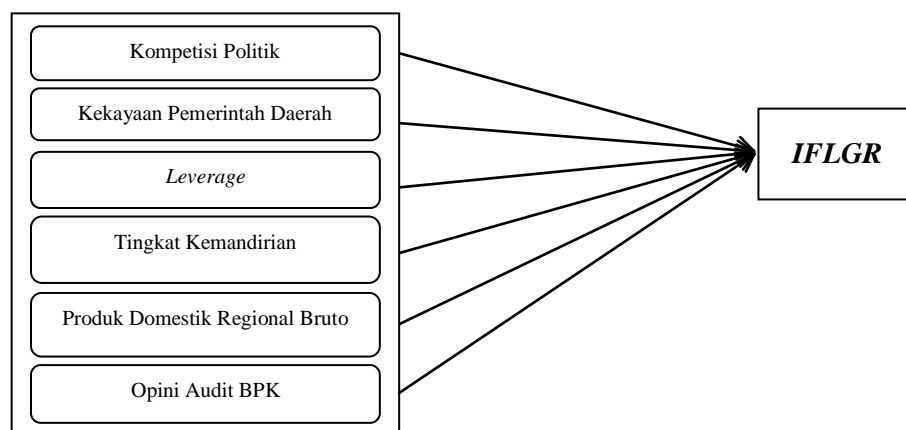 Kompetisi Politik
Kekayaan Pemerintah Daerah
Leverage
Tingkat Kemandirian
Produk Domestik Regional Bruto
Opini Audit BPK
IFLGR